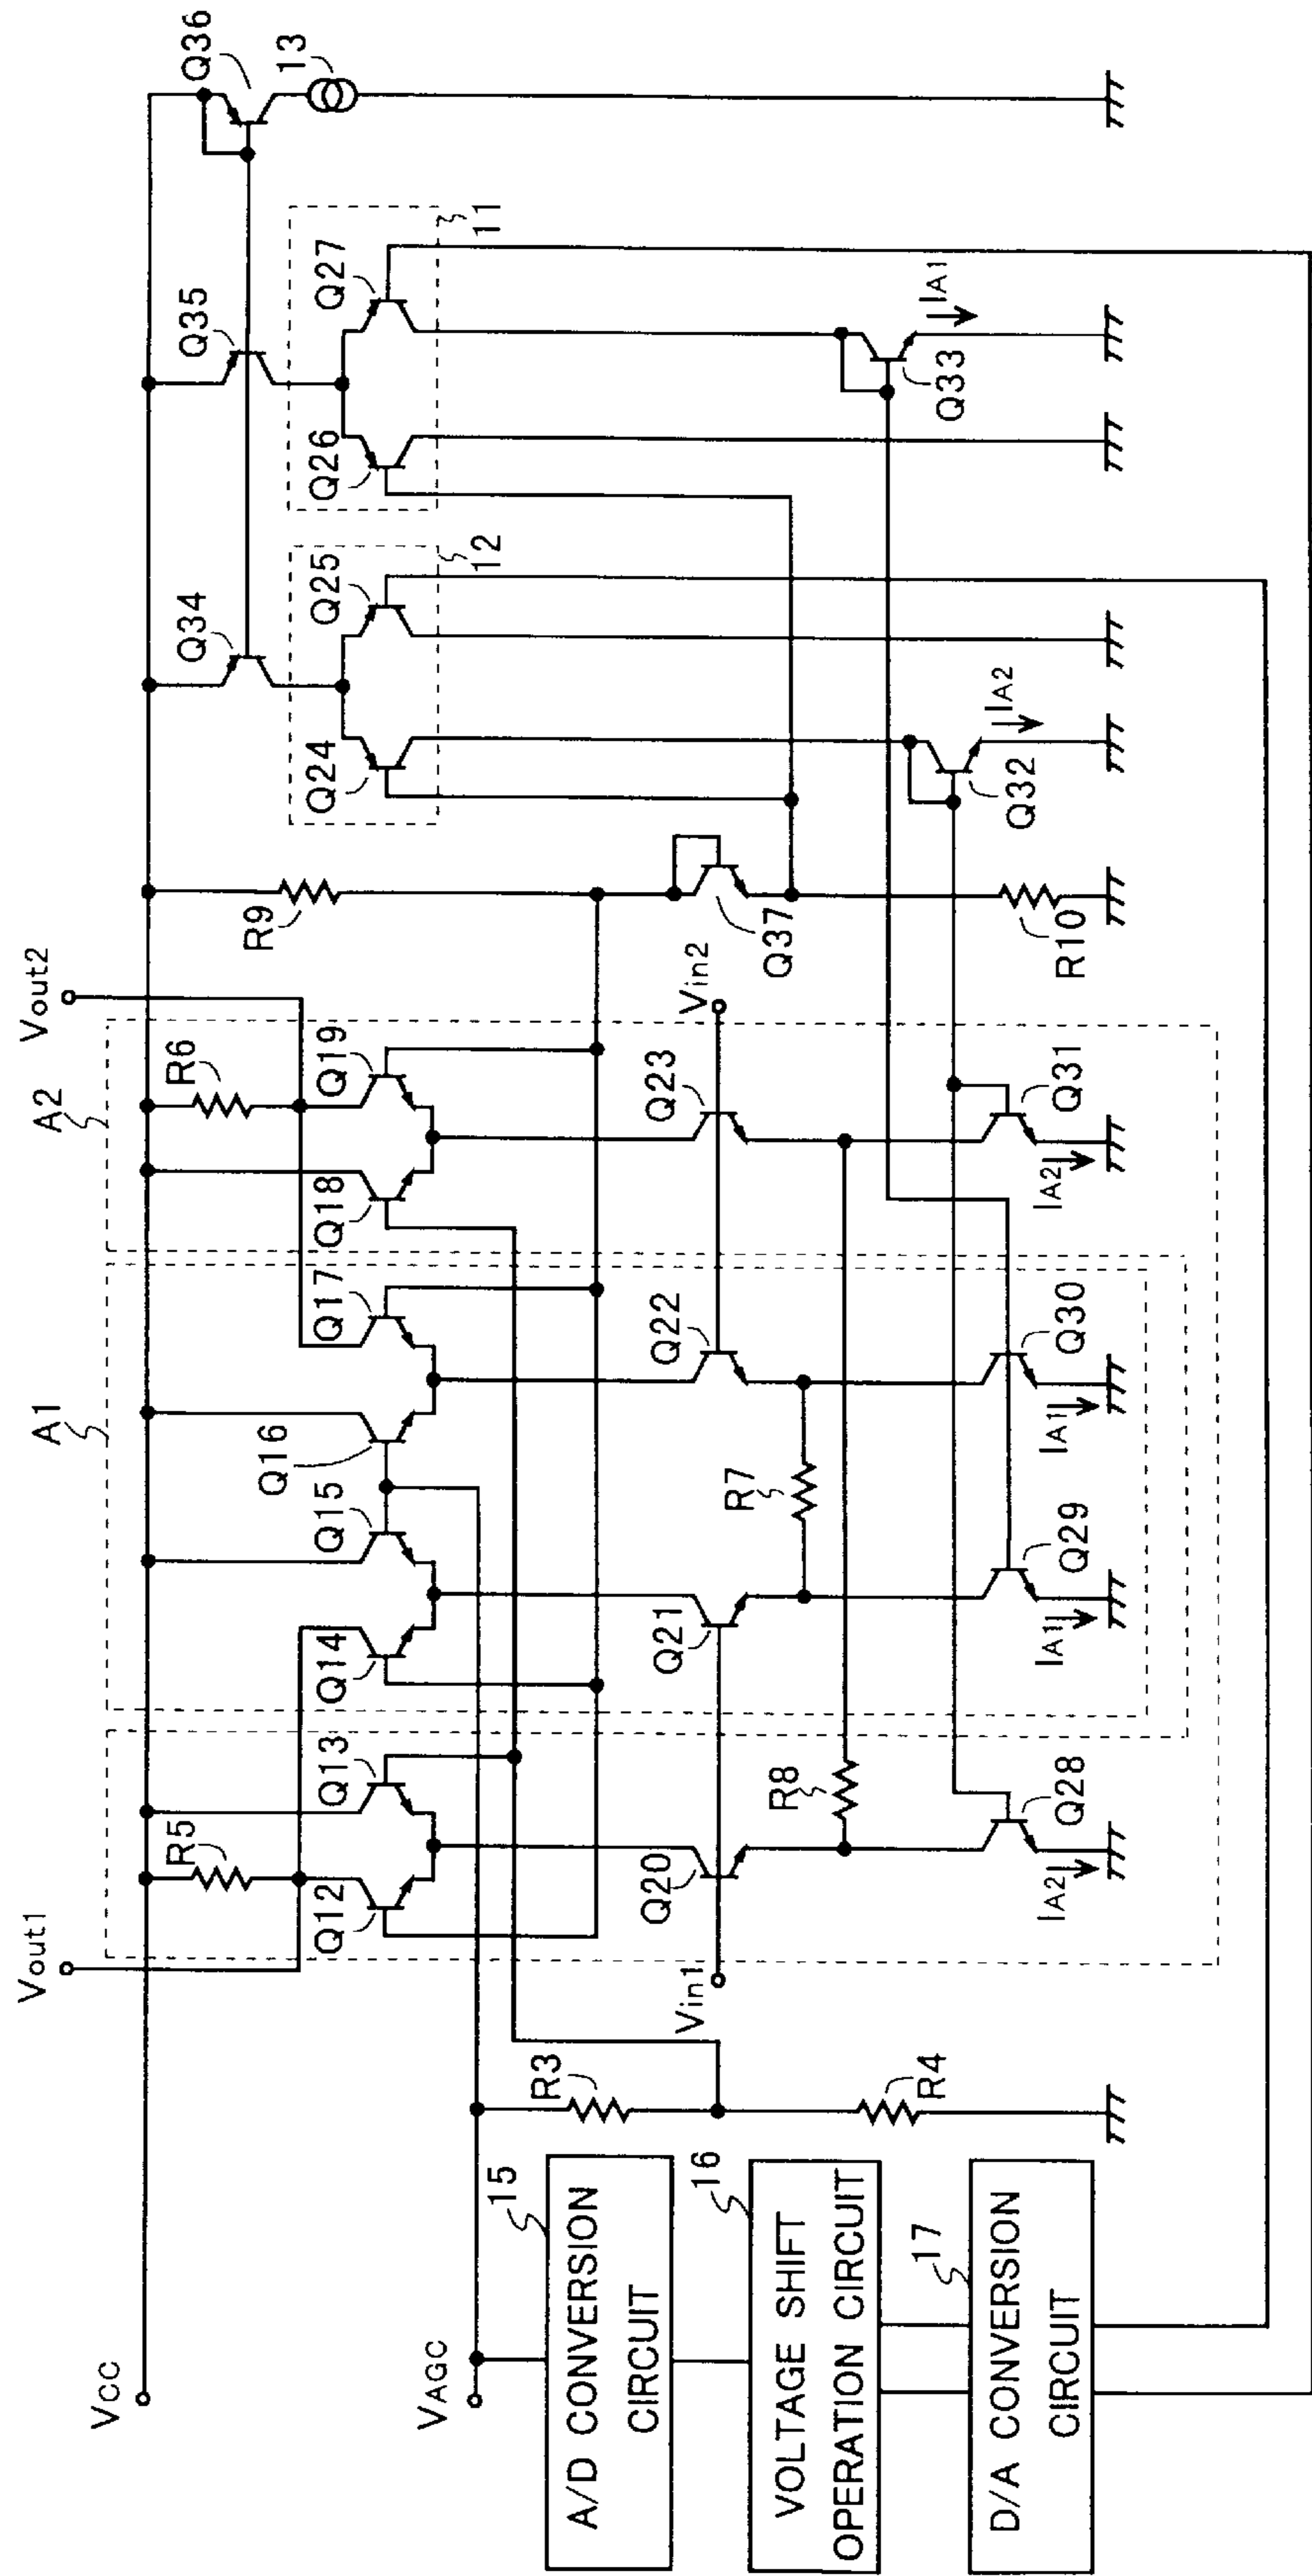 Vout1
Vout2
A1
A2
VCC
R5
R6
Q34
Q35
Q36
13
Q12
Q13
Q14
Q15
Q16
Q17
Q18
Q19
R9
Q24
Q25
Q26
Q27
12
11
VAGC
15
A/D CONVERSION
CIRCUIT
R3
Vin1
Q20
Q21
Q22
Q23
Vin2
Q37
R7
R8
16
VOLTAGE SHIFT
OPERATION CIRCUIT
R4
17
D/A CONVERSION
CIRCUIT
Q28
Q29
Q30
Q31
R10
Q32
Q33
IA2
IA1
IA1
IA2
IA2
IA1